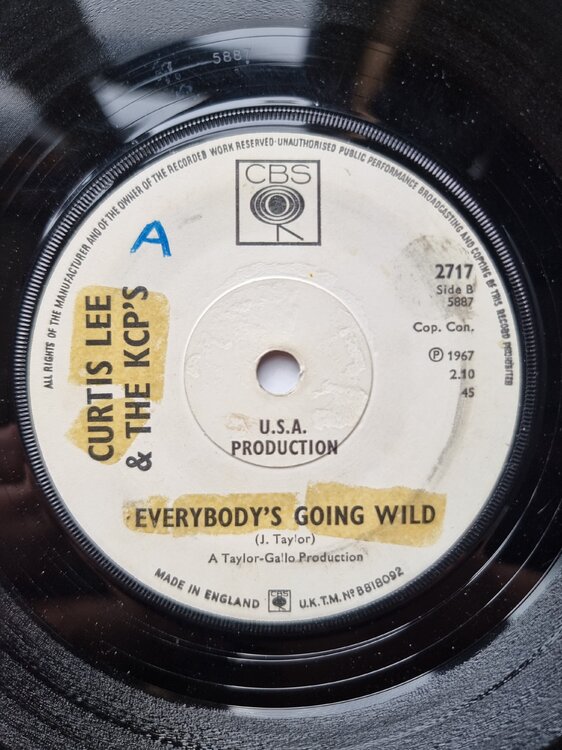 5887
ALL RIGHTS OF THE MANUFACTURER AND OF THE OWNER OF THE RECORDED WORK RESERVED·UNAUTHORISED PUBLIC PERFORMANCE BROADCASTING AND COPYING OF THIS RECORD PROHIBITED
CBS
A
CURTIS LEE
& THE KCP'S
2717
Side B
5887
Cop. Con.
Ⓟ 1967
2.10
45
U.S.A.
PRODUCTION
EVERYBODY'S GOING WILD
(J. Taylor)
A Taylor-Gallo Production
MADE IN ENGLAND CBS U.K.T.M. Nº B818092